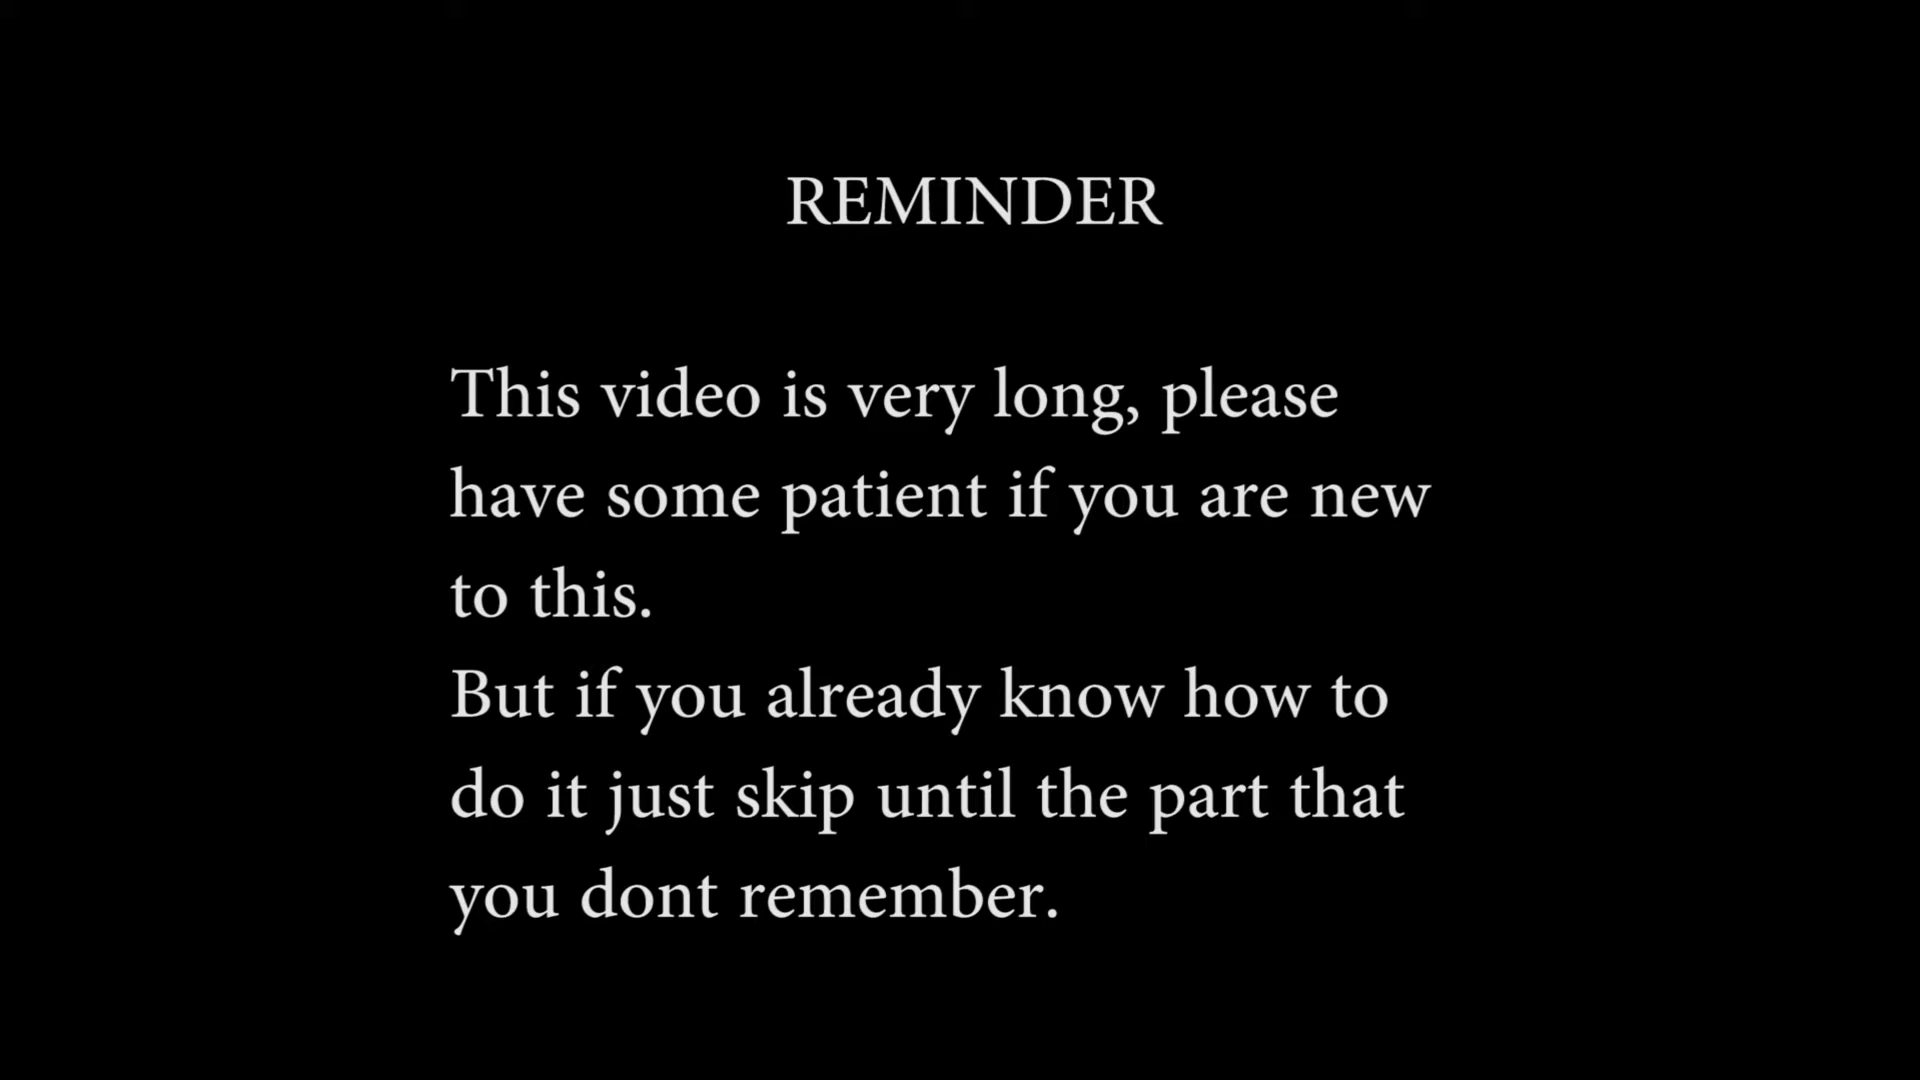 REMINDER
This video is very long, please
have some patient if you are new
to this.
But if you already know how to
do it just skip until the part that
you dont remember.